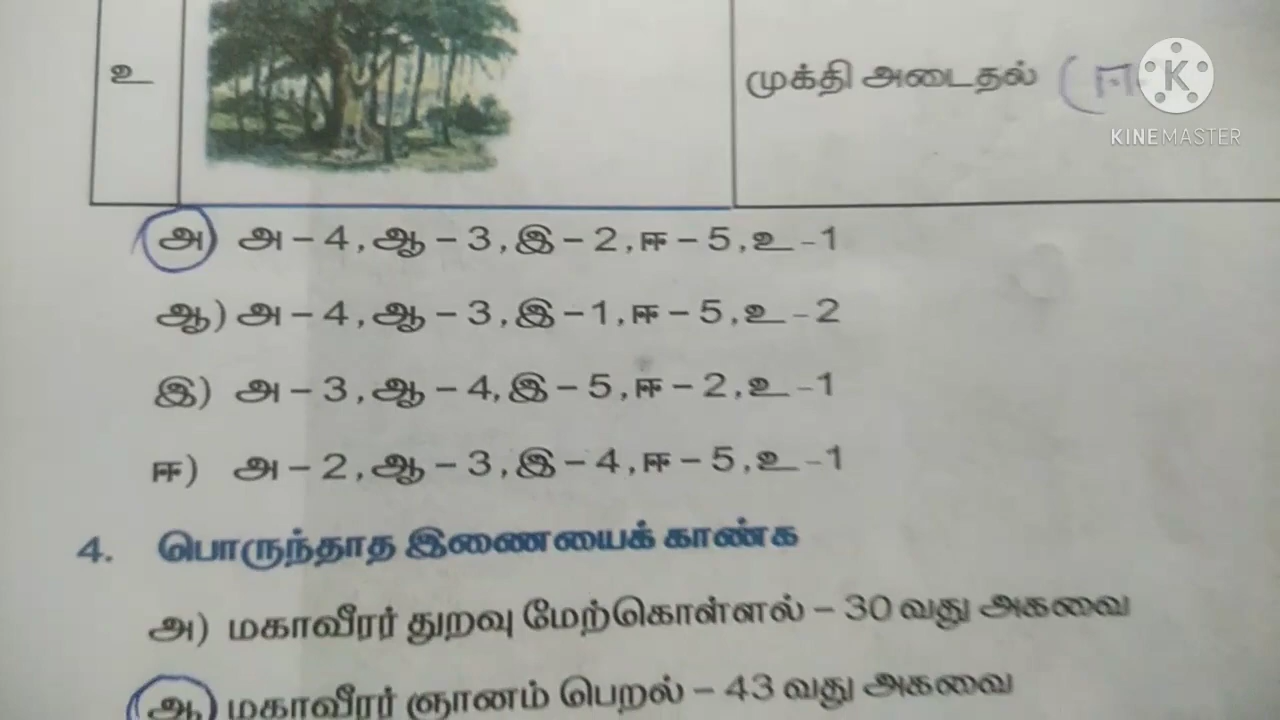 உ
முக்தி அடைதல் (ஈ
K
KINEMASTER
அ) அ – 4 , ஆ – 3 , இ – 2 , ஈ – 5 , உ - 1
ஆ) அ – 4 , ஆ – 3 , இ – 1 , ஈ – 5 , உ - 2
இ) அ – 3 , ஆ – 4, இ – 5 , ஈ – 2 , உ - 1
ஈ) அ – 2 , ஆ – 3 , இ – 4 , ஈ – 5 , உ - 1
4. பொருந்தாத இணையைக் காண்க
அ) மகாவீரர் துறவு மேற்கொள்ளல் – 30 வது அகவை
ஆ) மகாவீரர் ஞானம் பெறல் – 43 வது அகவை